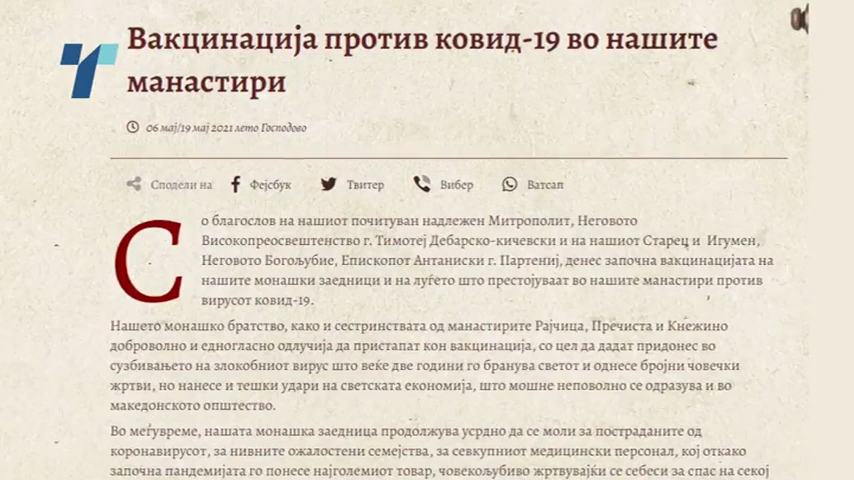 Вакцинација против ковид-19 во нашите
манастири
06 мај/19 мај 2021 лето Господово
Сподели на Фејсбук Твитер Вибер Ватсап
Со благослов на нашиот почитуван надлежен Митрополит, Неговото
Високопреосвештенство г. Тимотеј Дебарско-кичевски и на нашиот Старец и Игумен,
Неговото Богољубие, Епископот Антаниски г. Партениј, денес започна вакцинацијата на
нашите монашки заедници и на луѓето што престојуваат во нашите манастири против
вирусот ковид-19.
Нашето монашко братство, како и сестринствата од манастирите Рајчица, Пречиста и Кнежино
доброволно и едногласно одлучија да пристапат кон вакцинација, со цел да дадат придонес во
сузбивањето на злокобниот вирус што веќе две години го бранува светот и однесе бројни човечки
жртви, но нанесе и тешки удари на светската економија, што мошне неповолно се одразува и во
македонското општество.
Во меѓувреме, нашата монашка заедница продолжува усрдно да се моли за пострадалите од
коронавирусот, за нивните ожалостени семејства, за севкупниот медицински персонал, кој откако
започна пандемијата го понесе најголемиот товар, човекољубиво жртвувајќи се себеси за спас на секој